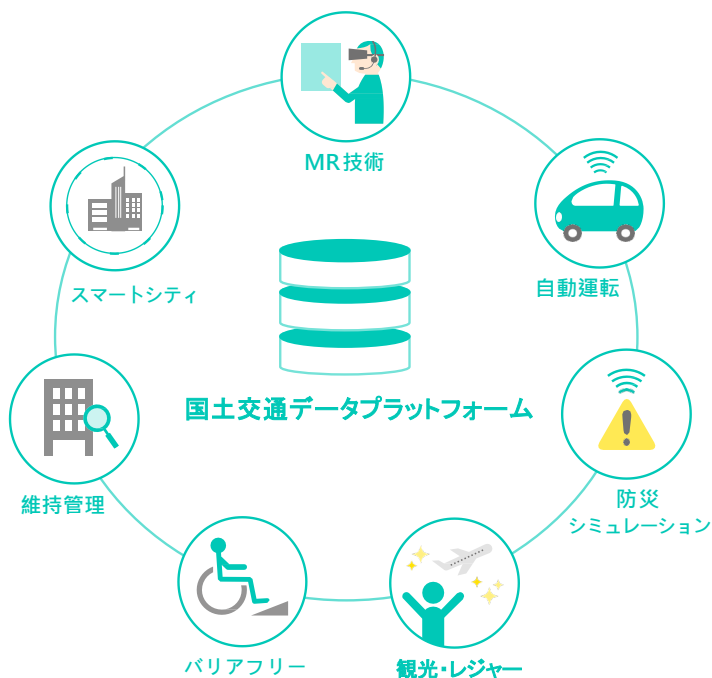 MR技術
自動運転
スマートシティ
国土交通データプラットフォーム
維持管理
防災
シミュレーション
バリアフリー
観光・レジャー